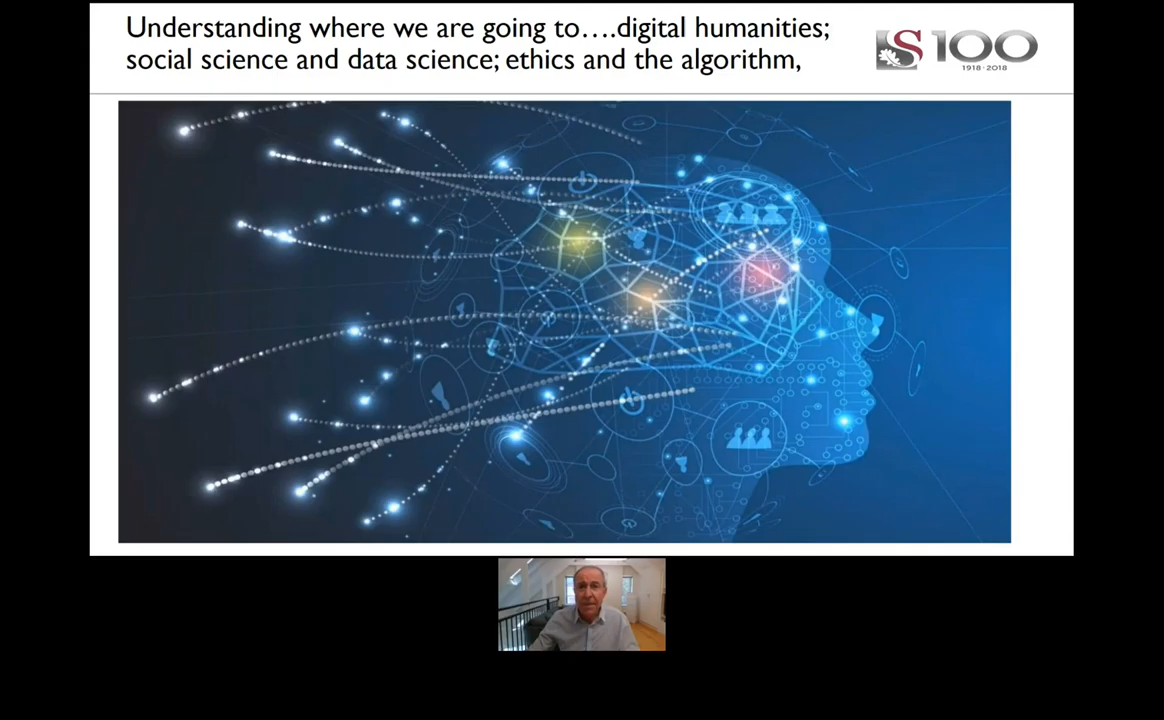 Understanding where we are going to....digital humanities;
social science and data science; ethics and the algorithm,
S 100
1918 · 2018